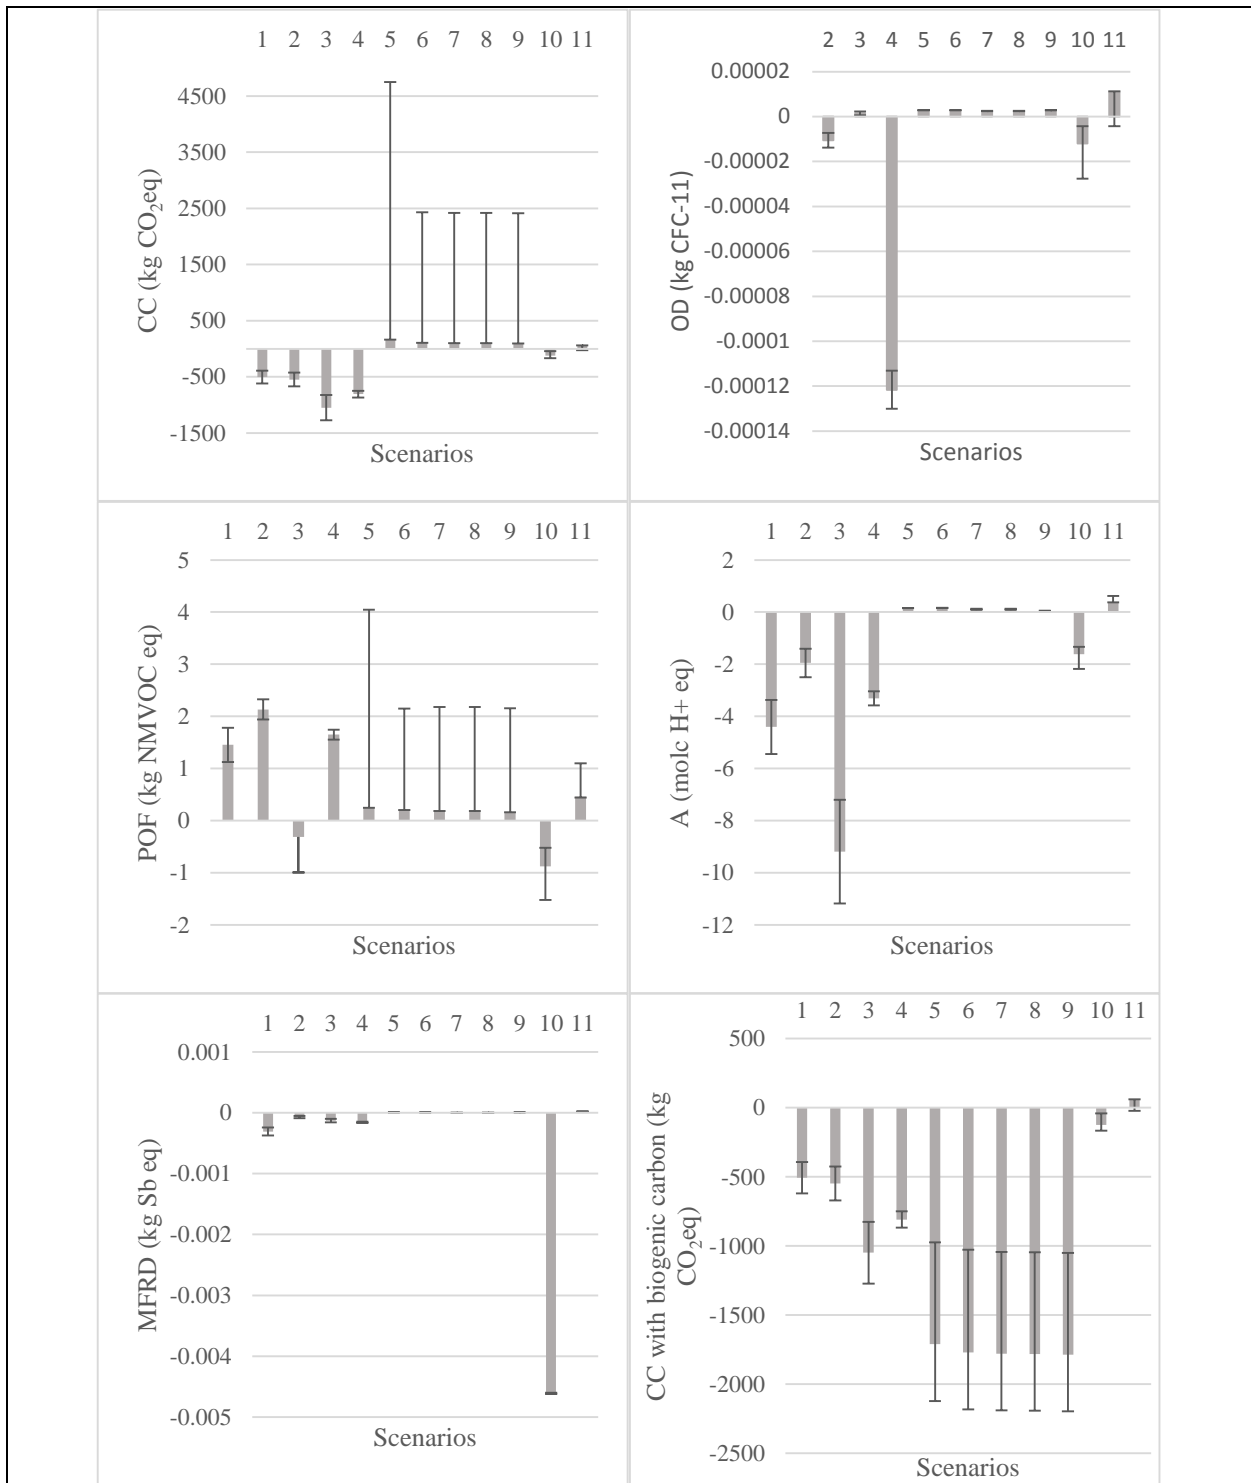 1 2 3 4 5 6 7 8 9 10 11
4500
3500
2500
1500
500
-500
-1500
CC (kg CO₂eq)
Scenarios
2 3 4 5 6 7 8 9 10 11
0.00002
0
-0.00002
-0.00004
-0.00006
-0.00008
-0.0001
-0.00012
-0.00014
OD (kg CFC-11)
Scenarios
1 2 3 4 5 6 7 8 9 10 11
5
4
3
2
1
0
-1
-2
POF (kg NMVOC eq)
Scenarios
1 2 3 4 5 6 7 8 9 10 11
2
0
-2
-4
-6
-8
-10
-12
A (molc H+ eq)
Scenarios
1 2 3 4 5 6 7 8 9 10 11
0.001
0
-0.001
-0.002
-0.003
-0.004
-0.005
MFRD (kg Sb eq)
Scenarios
1 2 3 4 5 6 7 8 9 10 11
500
0
-500
-1000
-1500
-2000
-2500
CC with biogenic carbon (kg
CO₂eq)
Scenarios